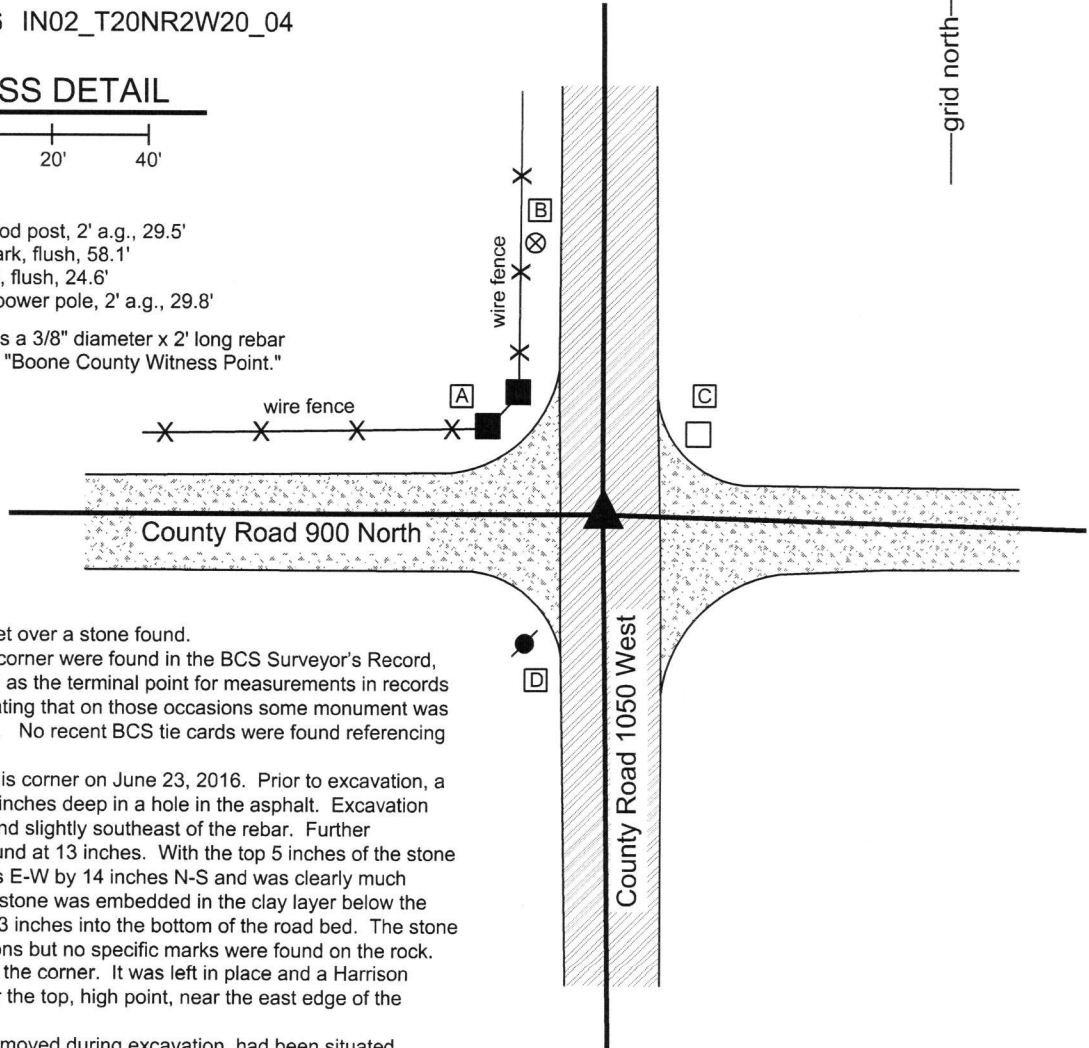 IN02_T20NR2W20_04
SS DETAIL
20' 40'
grid north
od post, 2' a.g., 29.5'
ark, flush, 58.1'
, flush, 24.6'
power pole, 2' a.g., 29.8'
s a 3/8" diameter x 2' long rebar
"Boone County Witness Point."
B
wire fence
A
wire fence
C
County Road 900 North
D
County Road 1050 West
et over a stone found.
corner were found in the BCS Surveyor's Record,
as the terminal point for measurements in records
ating that on those occasions some monument was
No recent BCS tie cards were found referencing
is corner on June 23, 2016. Prior to excavation, a
inches deep in a hole in the asphalt. Excavation
nd slightly southeast of the rebar. Further
und at 13 inches. With the top 5 inches of the stone
s E-W by 14 inches N-S and was clearly much
stone was embedded in the clay layer below the
3 inches into the bottom of the road bed. The stone
ons but no specific marks were found on the rock.
the corner. It was left in place and a Harrison
r the top, high point, near the east edge of the
moved during excavation, had been situated